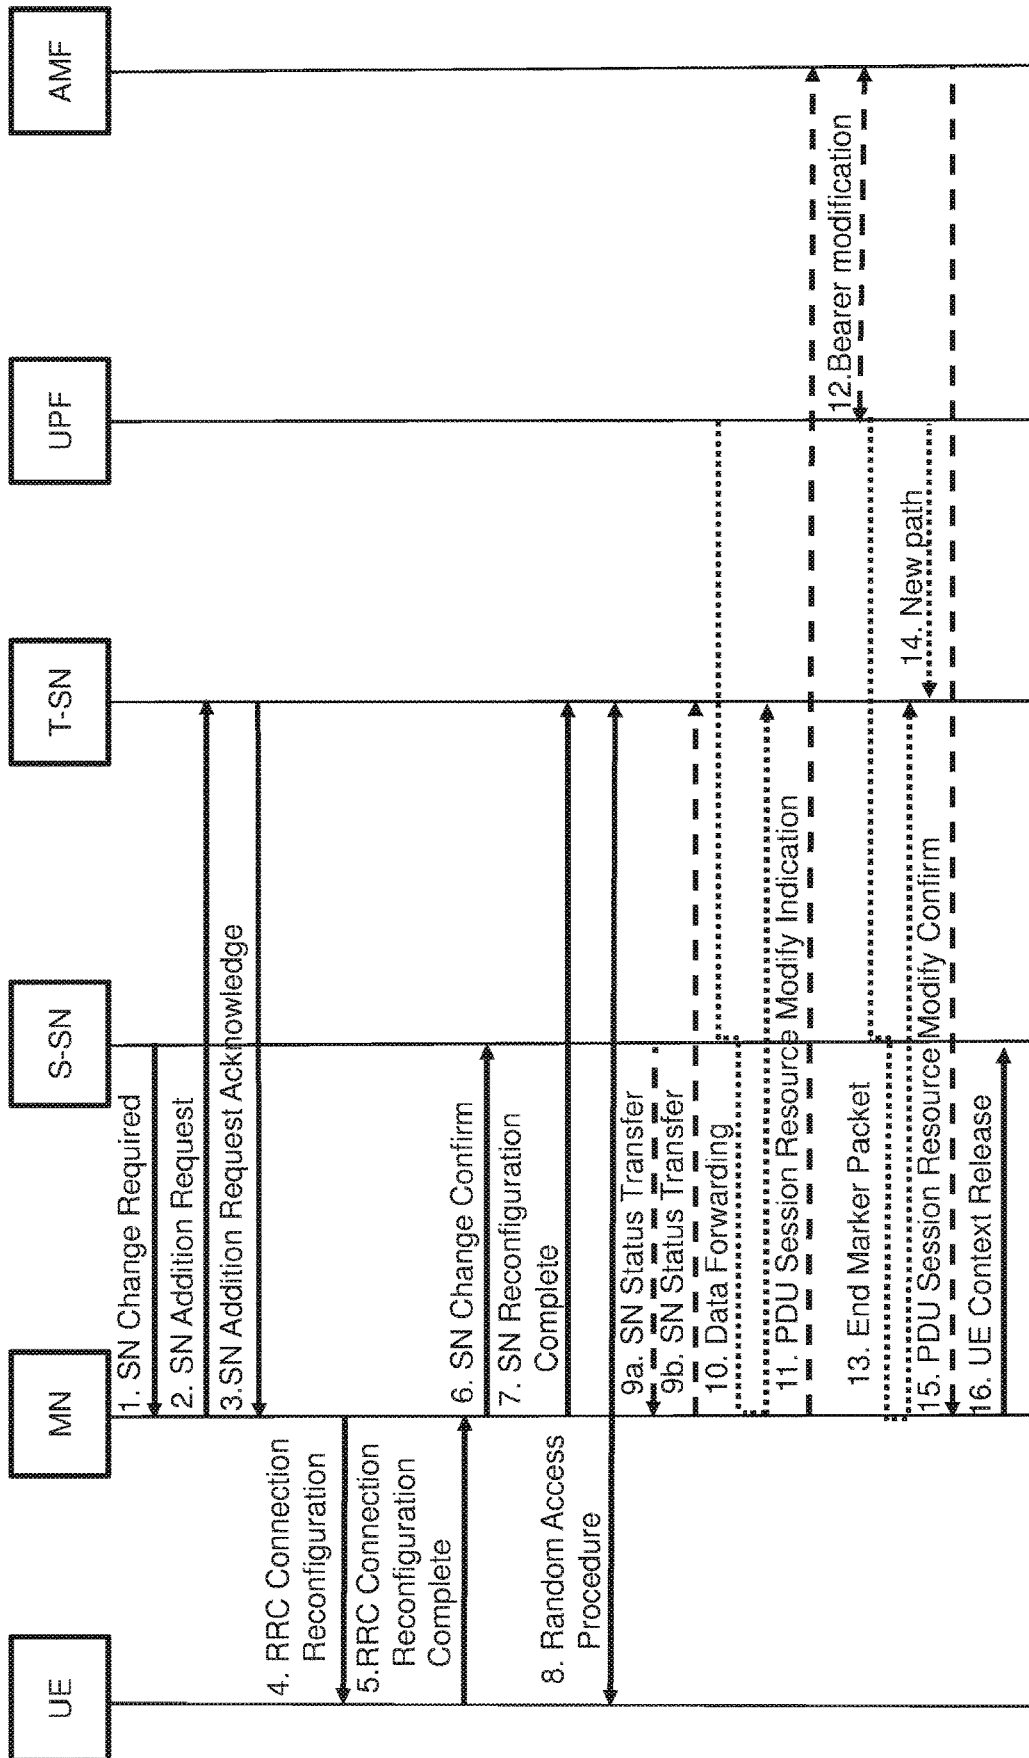 UE
MN
S-SN
T-SN
UPF
AMF
1. SN Change Required
2. SN Addition Request
3.SN Addition Request Acknowledge
4. RRC Connection
Reconfiguration
5.RRC Connection
Reconfiguration
Complete
6. SN Change Confirm
7. SN Reconfiguration
Complete
8. Random Access
Procedure
9a. SN Status Transfer
9b. SN Status Transfer
10. Data Forwarding
11. PDU Session Resource Modify Indication
12.Bearer modification
13. End Marker Packet
14. New path
15. PDU Session Resource Modify Confirm
16. UE Context Release